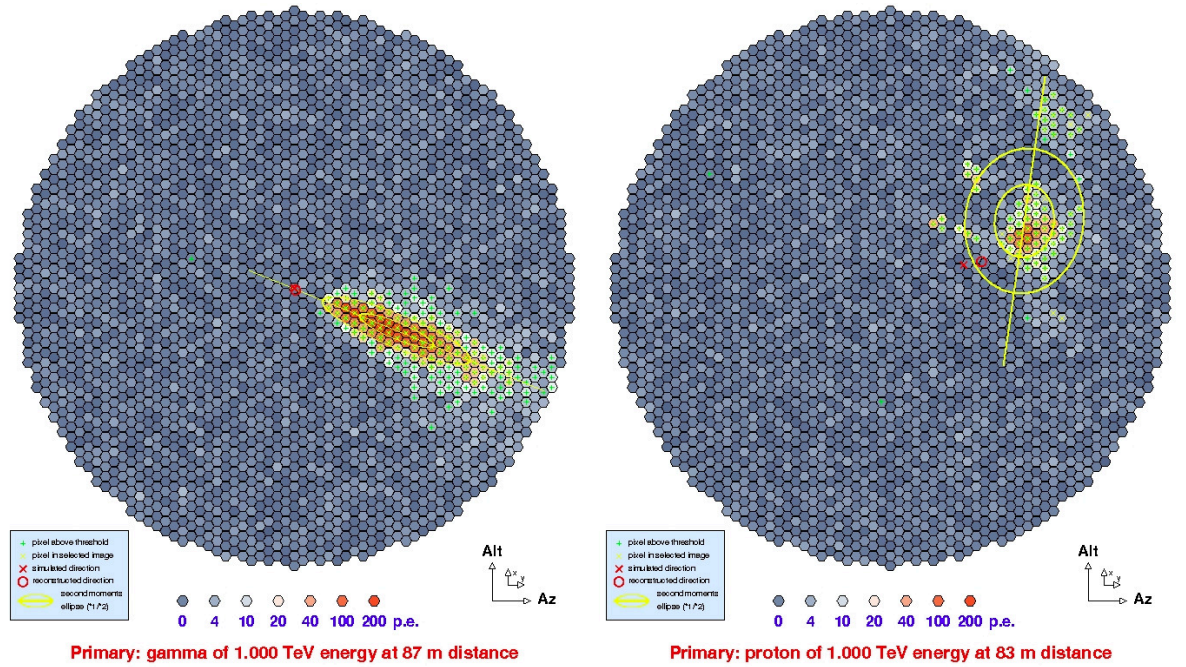 pixel above threshold
pixel in selected image
simulated direction
reconstructed direction
second moments
ellipse (*1/*2)
Alt
x
y
Az
0 4 10 20 40 100 200 p.e.
Primary: gamma of 1.000 TeV energy at 87 m distance
pixel above threshold
pixel in selected image
simulated direction
reconstructed direction
second moments
ellipse (*1/*2)
Alt
x
y
Az
0 4 10 20 40 100 200 p.e.
Primary: proton of 1.000 TeV energy at 83 m distance